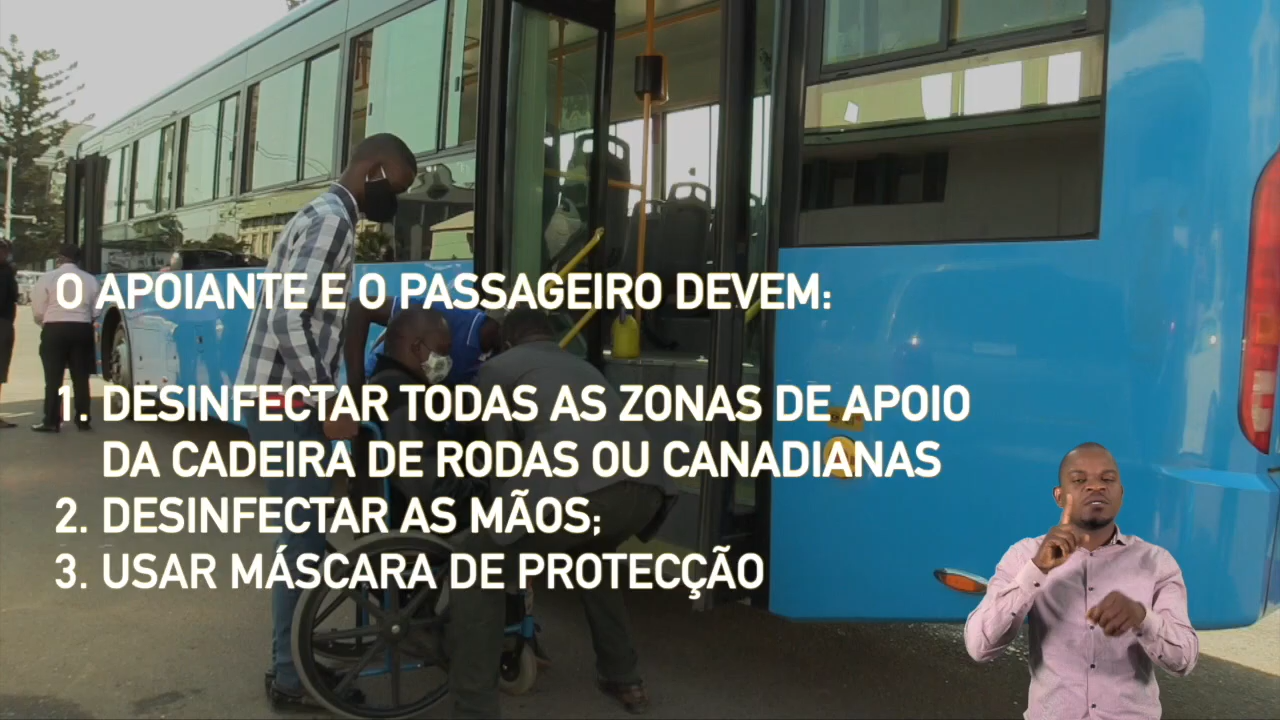 O APOIANTE E O PASSAGEIRO DEVEM:
1. DESINFECTAR TODAS AS ZONAS DE APOIO
DA CADEIRA DE RODAS OU CANADIANAS
2. DESINFECTAR AS MÃOS;
3. USAR MÁSCARA DE PROTECÇÃO